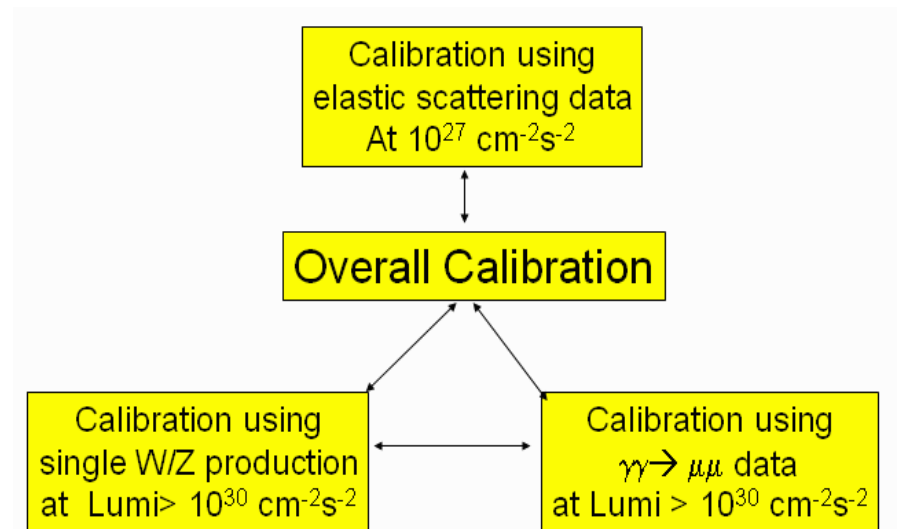 Calibration using
elastic scattering data
At 10²⁷ cm⁻²s⁻²
Overall Calibration
Calibration using
single W/Z production
at Lumi> 10³⁰ cm⁻²s⁻²
Calibration using
γγ→ μμ data
at Lumi > 10³⁰ cm⁻²s⁻²